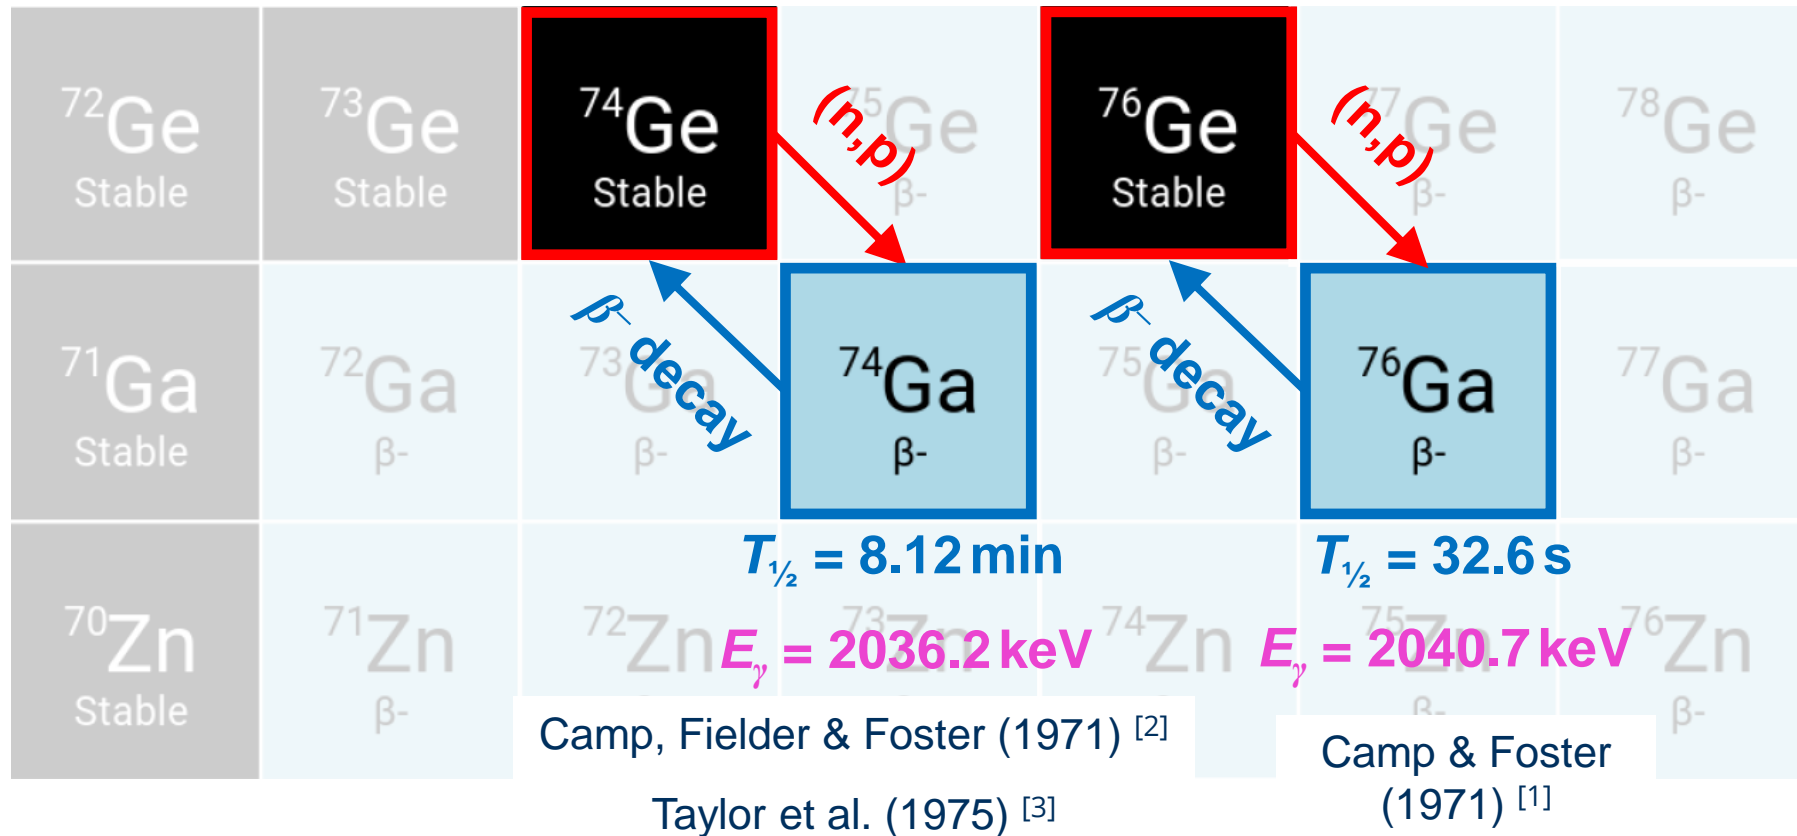 72Ge
Stable
73Ge
Stable
74Ge
Stable
(n,p)
75Ge
β-
76Ge
Stable
(n,p)
77Ge
β-
78Ge
β-
71Ga
Stable
72Ga
β-
73Ga
β-
β− decay
74Ga
β-
75Ga
β-
β− decay
76Ga
β-
77Ga
β-
T½ = 8.12 min
T½ = 32.6 s
70Zn
Stable
71Zn
β-
72Zn
73Zn
74Zn
75Zn
β-
76Zn
β-
Eγ = 2036.2 keV
Eγ = 2040.7 keV
Camp, Fielder & Foster (1971) [2]
Taylor et al. (1975) [3]
Camp & Foster
(1971) [1]